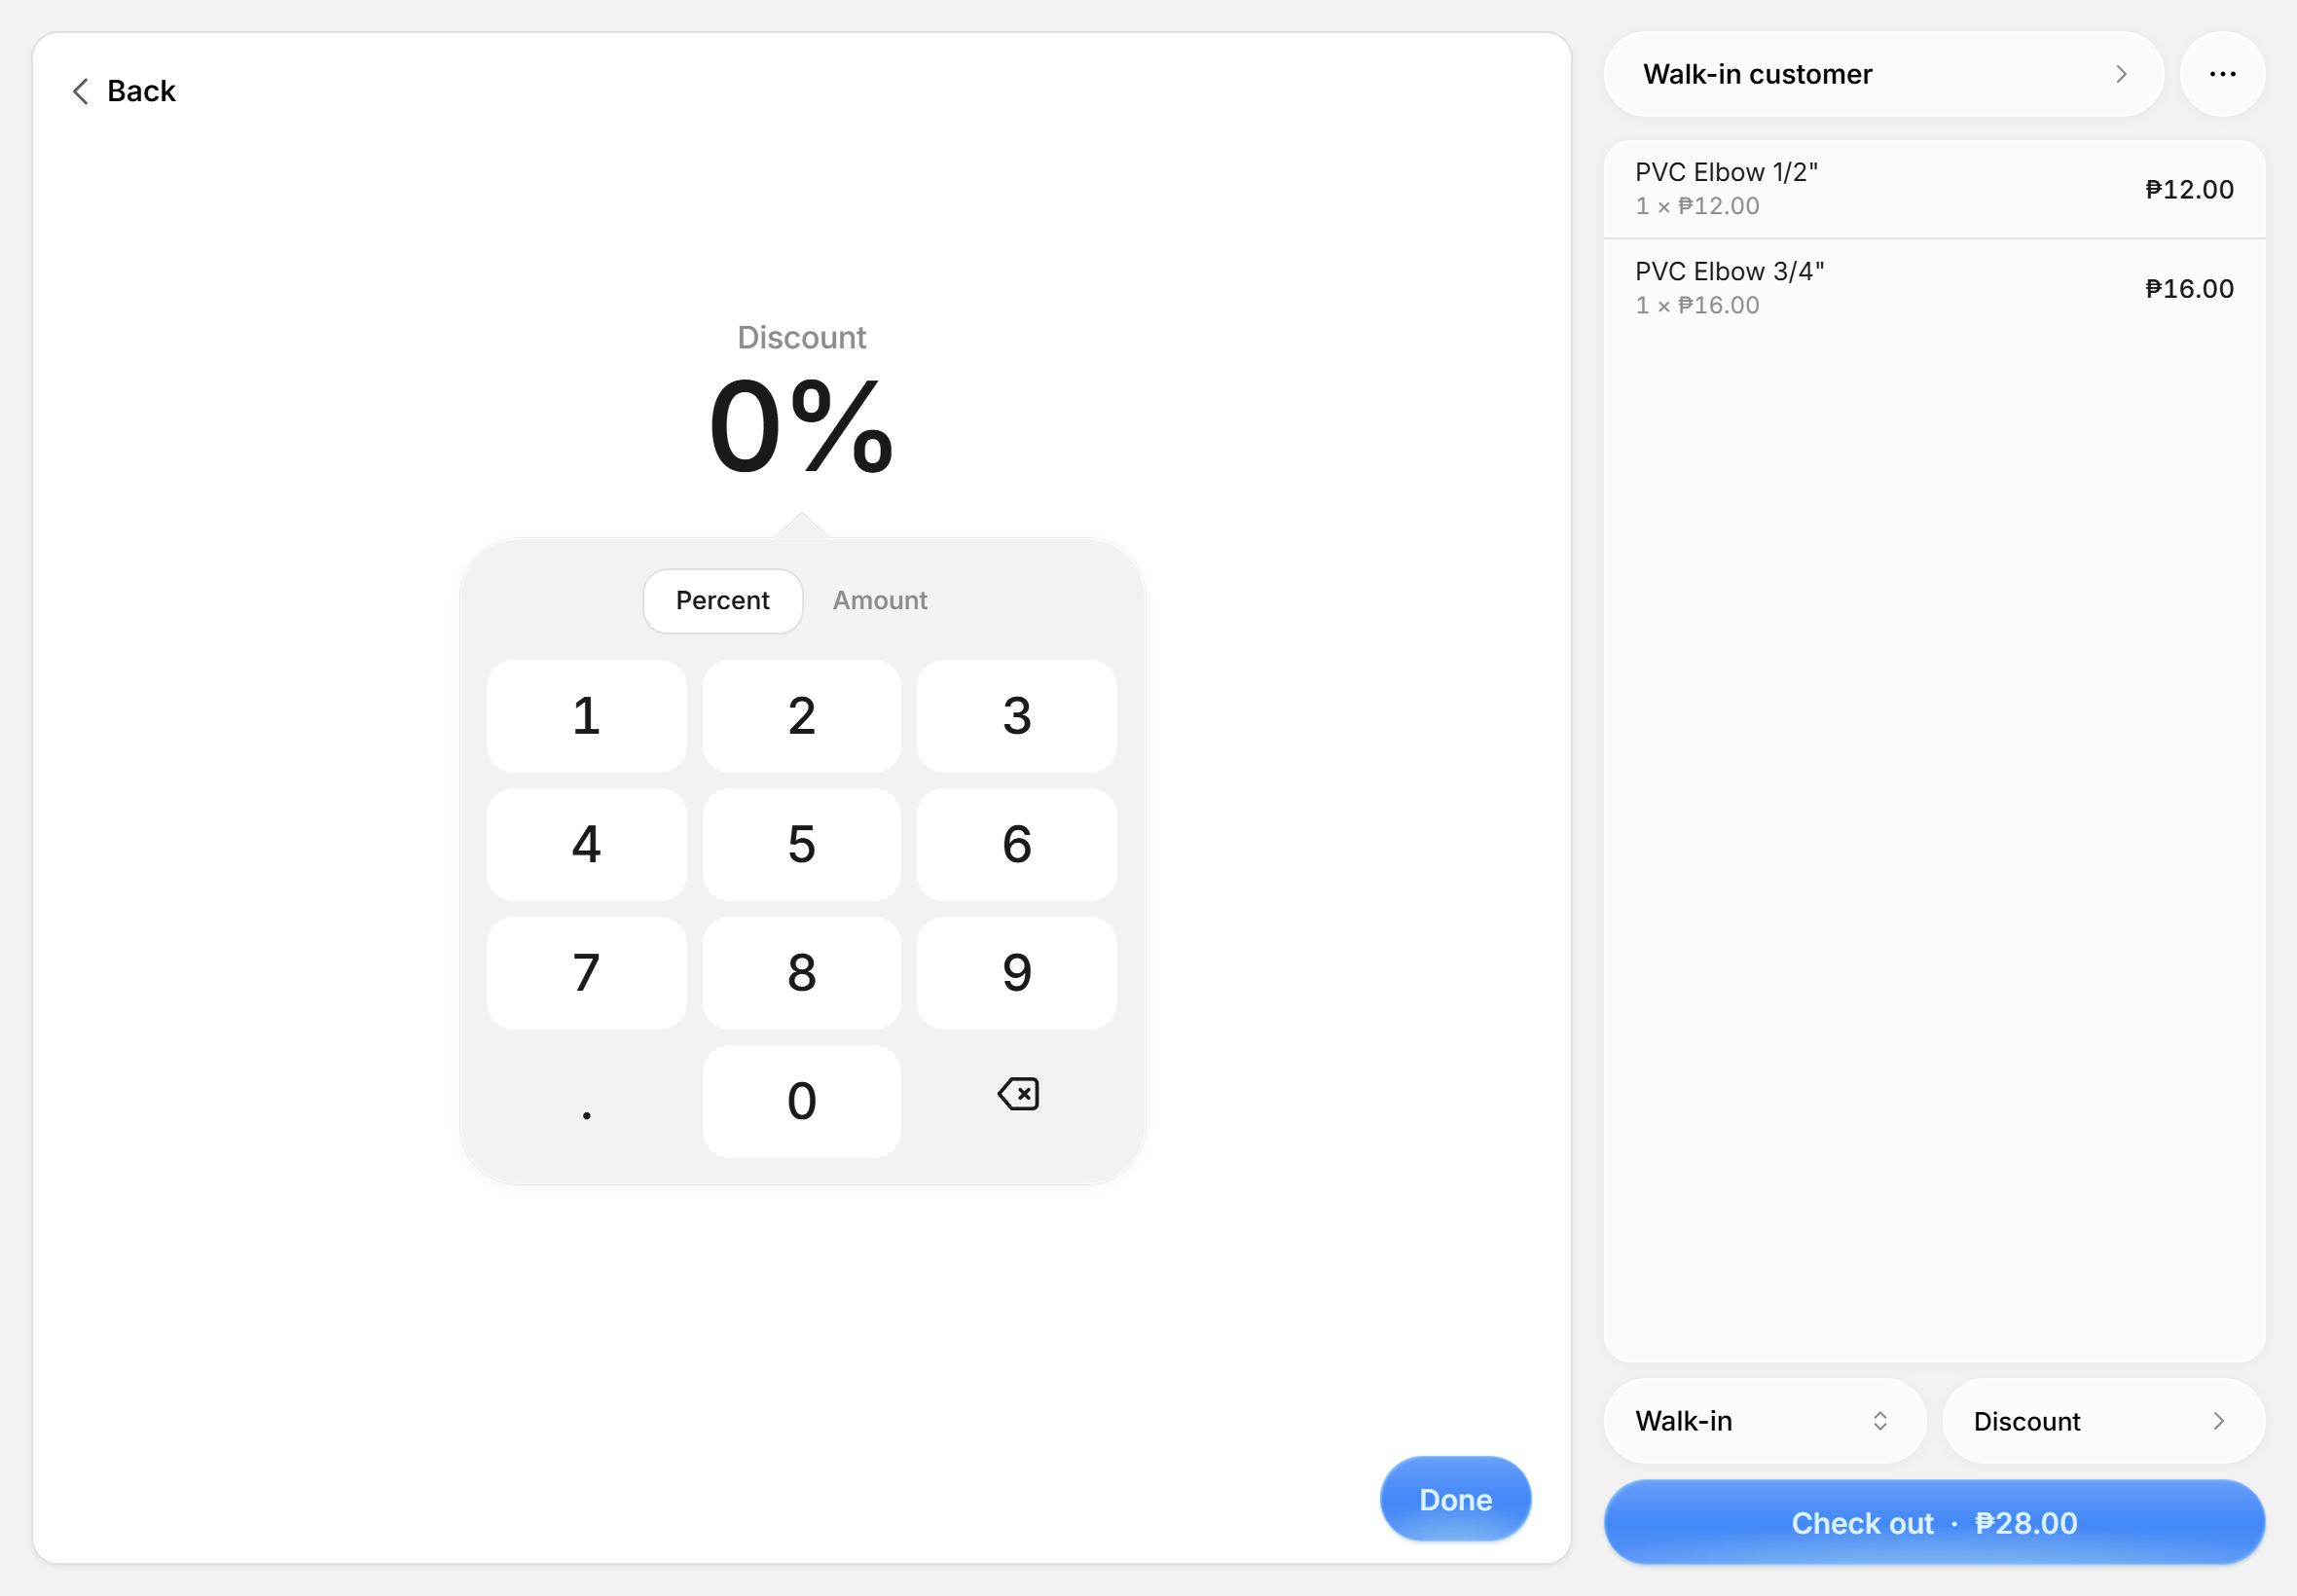 Back
Discount
0%
Percent Amount
1 2 3
4 5 6
7 8 9
. 0
Done
Walk-in customer
PVC Elbow 1/2"
1 × ₱12.00
₱12.00
PVC Elbow 3/4"
1 × ₱16.00
₱16.00
Walk-in
Discount
Check out · ₱28.00